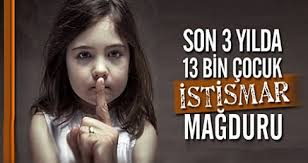 SON 3 YILDA
13 BİN ÇOCUK
İSTİSMAR
MAĞDURU